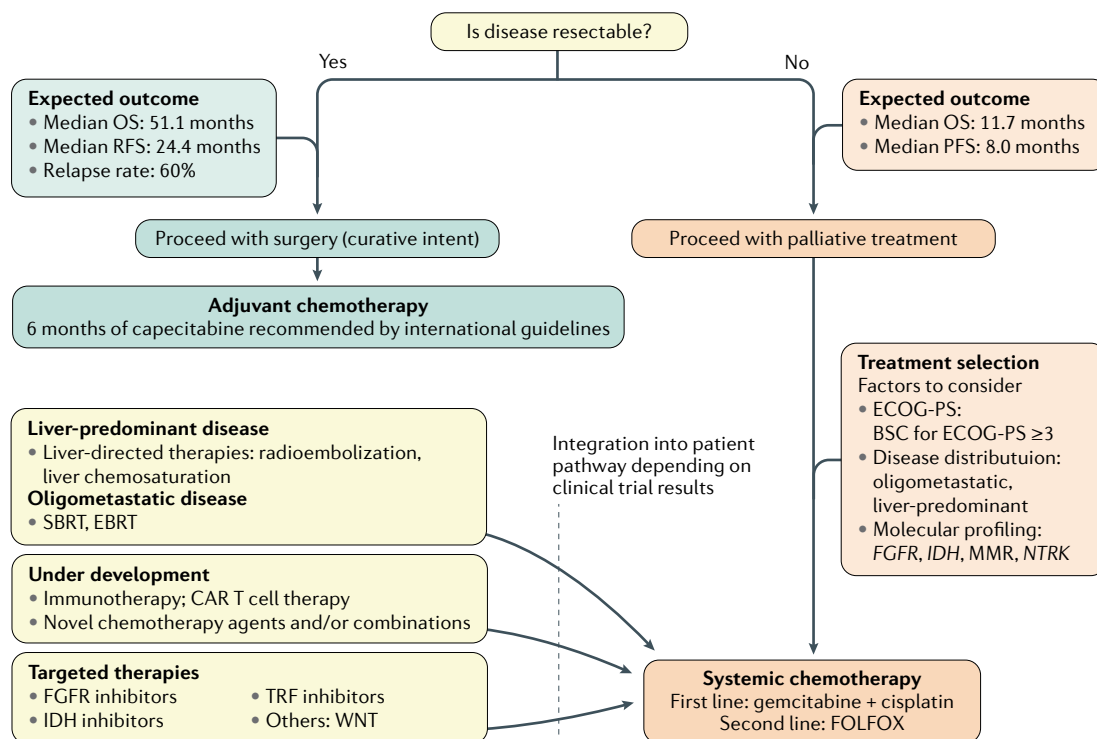 Is disease resectable?
Yes
No
Expected outcome
• Median OS: 51.1 months
• Median RFS: 24.4 months
• Relapse rate: 60%
Expected outcome
• Median OS: 11.7 months
• Median PFS: 8.0 months
Proceed with surgery (curative intent)
Proceed with palliative treatment
Adjuvant chemotherapy
6 months of capecitabine recommended by international guidelines
Treatment selection
Factors to consider
• ECOG-PS:
BSC for ECOG-PS ≥3
• Disease distributuion:
oligometastatic,
liver-predominant
• Molecular profiling:
FGFR, IDH, MMR, NTRK
Liver-predominant disease
• Liver-directed therapies: radioembolization,
liver chemosaturation
Oligometastatic disease
• SBRT, EBRT
Integration into patient
pathway depending on
clinical trial results
Under development
• Immunotherapy; CAR T cell therapy
• Novel chemotherapy agents and/or combinations
Targeted therapies
• FGFR inhibitors
• IDH inhibitors
• TRF inhibitors
• Others: WNT
Systemic chemotherapy
First line: gemcitabine + cisplatin
Second line: FOLFOX